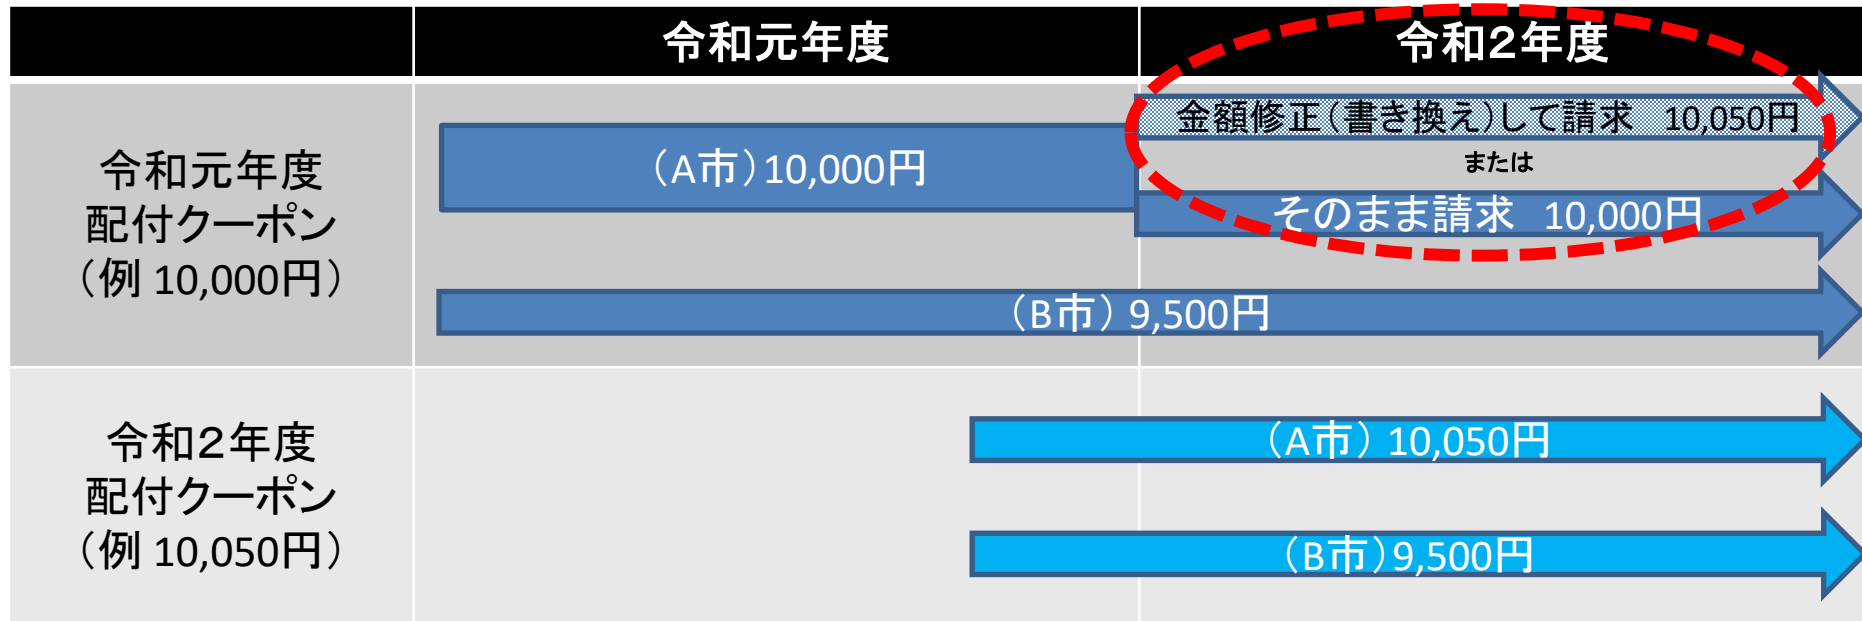 令和元年度
令和２年度
令和元年度
配付クーポン
（例 10,000円）
（A市）10,000円
金額修正（書き換え）して請求　10,050円
または
そのまま請求　10,000円
（B市） 9,500円
令和２年度
配付クーポン
（例 10,050円）
（A市） 10,050円
（B市）9,500円